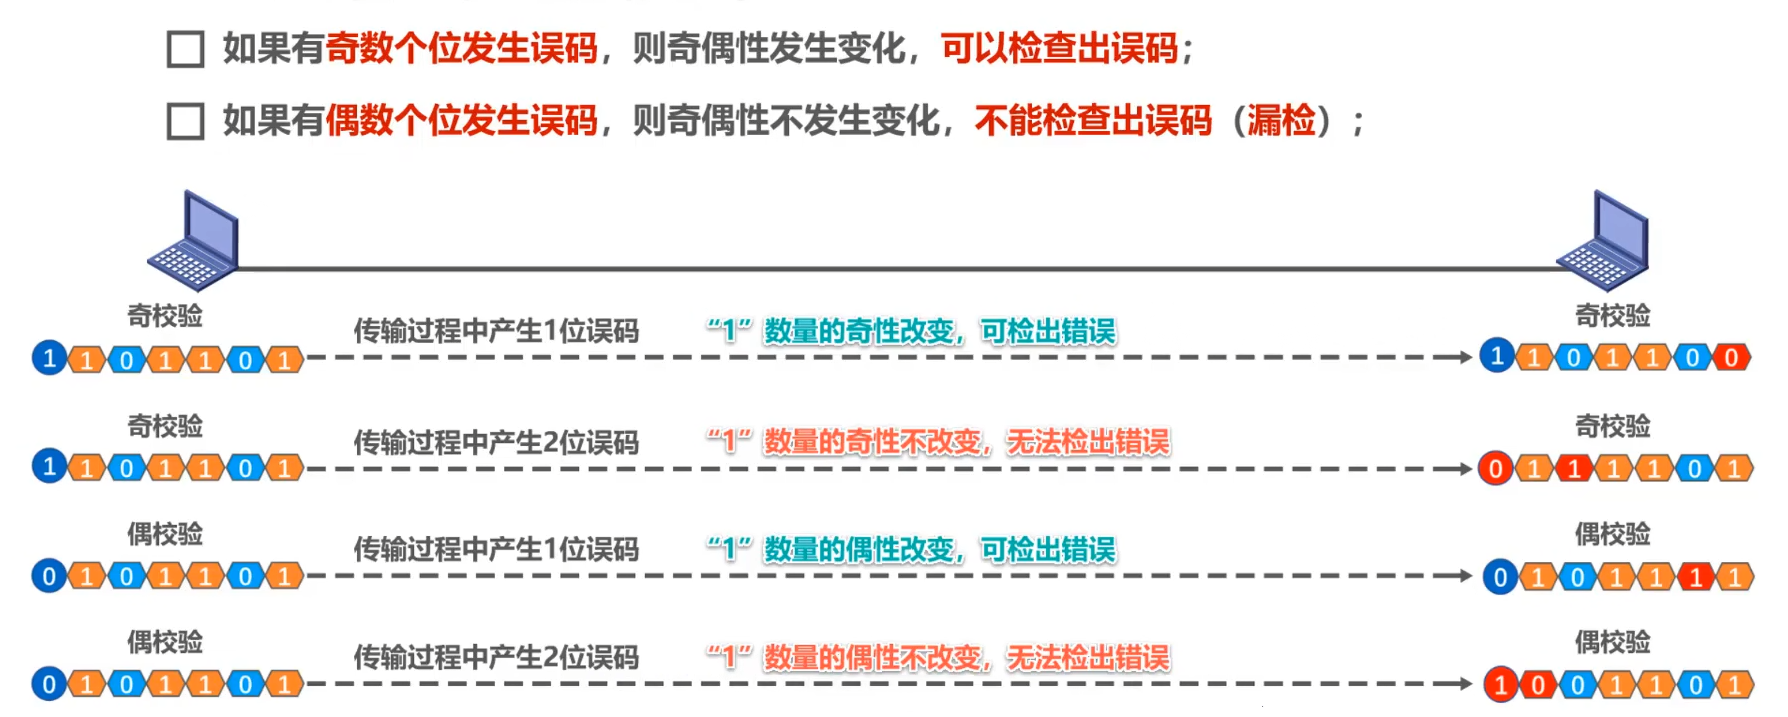 如果有奇数个位发生误码，则奇偶性发生变化，可以检查出误码；
如果有偶数个位发生误码，则奇偶性不发生变化，不能检查出误码（漏检）；
奇校验
奇校验
传输过程中产生1位误码 “1”数量的奇性改变，可检出错误
1 1 0 1 1 0 1
1 1 0 1 1 0 0
奇校验
奇校验
传输过程中产生2位误码 “1”数量的奇性不改变，无法检出错误
1 1 0 1 1 0 1
0 1 1 1 1 0 1
偶校验
偶校验
传输过程中产生1位误码 “1”数量的偶性改变，可检出错误
0 1 0 1 1 0 1
0 1 0 1 1 1 1
偶校验
偶校验
传输过程中产生2位误码 “1”数量的偶性不改变，无法检出错误
0 1 0 1 1 0 1
1 0 0 1 1 0 1